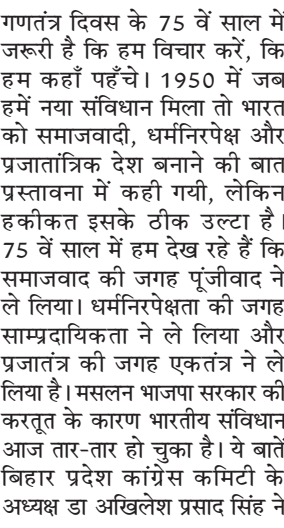 गणतंत्र दिवस के 75 वें साल में
जरूरी है कि हम विचार करें, कि
हम कहाँ पहुँचे। 1950 में जब
हमें नया संविधान मिला तो भारत
को समाजवादी, धर्मनिरपेक्ष और
प्रजातांत्रिक देश बनाने की बात
प्रस्तावना में कही गयी, लेकिन
हकीकत इसके ठीक उल्टा है।
75 वें साल में हम देख रहे हैं कि
समाजवाद की जगह पूंजीवाद ने
ले लिया। धर्मनिरपेक्षता की जगह
साम्प्रदायिकता ने ले लिया और
प्रजातंत्र की जगह एकतंत्र ने ले
लिया है। मसलन भाजपा सरकार की
करतूत के कारण भारतीय संविधान
आज तार-तार हो चुका है। ये बातें
बिहार प्रदेश कांग्रेस कमिटी के
अध्यक्ष डा अखिलेश प्रसाद सिंह ने